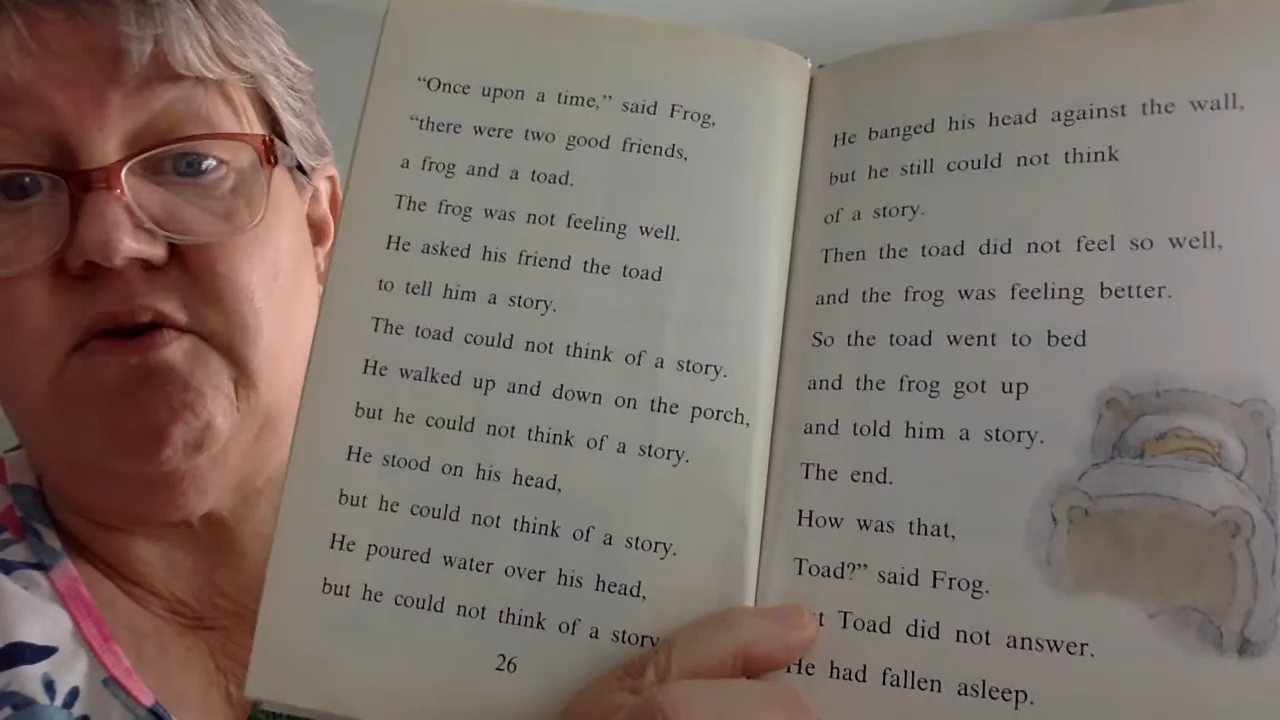 “Once upon a time,” said Frog,
“there were two good friends,
a frog and a toad.
The frog was not feeling well.
He asked his friend the toad
to tell him a story.
The toad could not think of a story.
He walked up and down on the porch,
but he could not think of a story.
He stood on his head,
but he could not think of a story.
He poured water over his head,
but he could not think of a story
26
He banged his head against the wall,
but he still could not think
of a story.
Then the toad did not feel so well,
and the frog was feeling better.
So the toad went to bed
and the frog got up
and told him a story.
The end.
How was that,
Toad?” said Frog.
Toad did not answer.
He had fallen asleep.